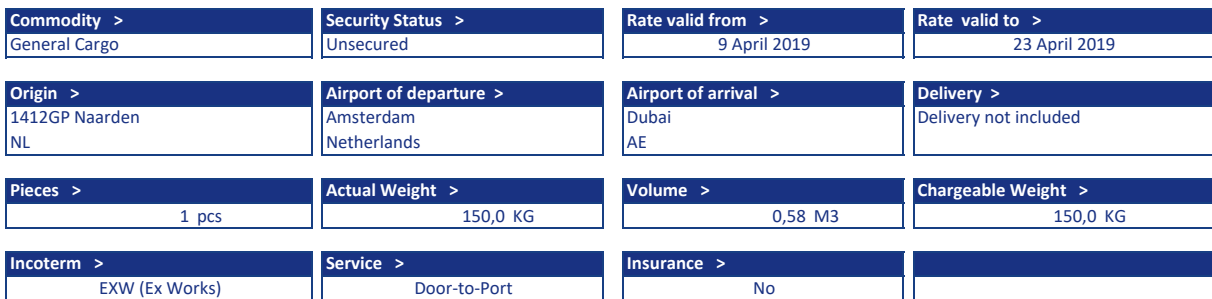 Commodity > Security Status > Rate valid from > Rate valid to >
General Cargo Unsecured 9 April 2019 23 April 2019
Origin > Airport of departure > Airport of arrival > Delivery >
1412GP Naarden Amsterdam Dubai Delivery not included
NL Netherlands AE
Pieces > Actual Weight > Volume > Chargeable Weight >
1 pcs 150,0 KG 0,58 M3 150,0 KG
Incoterm > Service > Insurance >
EXW (Ex Works) Door-to-Port No